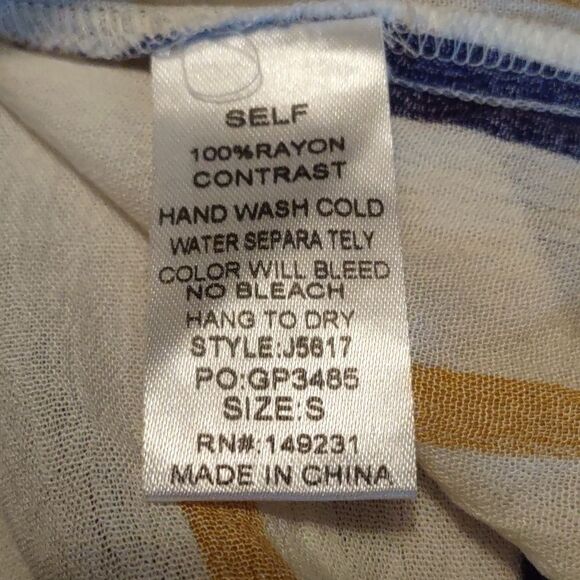 SELF
100%RAYON
CONTRAST
HAND WASH COLD
WATER SEPARA TELY
COLOR WILL BLEED
NO BLEACH
HANG TO DRY
STYLE:J5617
PO:GP3485
SIZE:S
RN#:149231
MADE IN CHINA